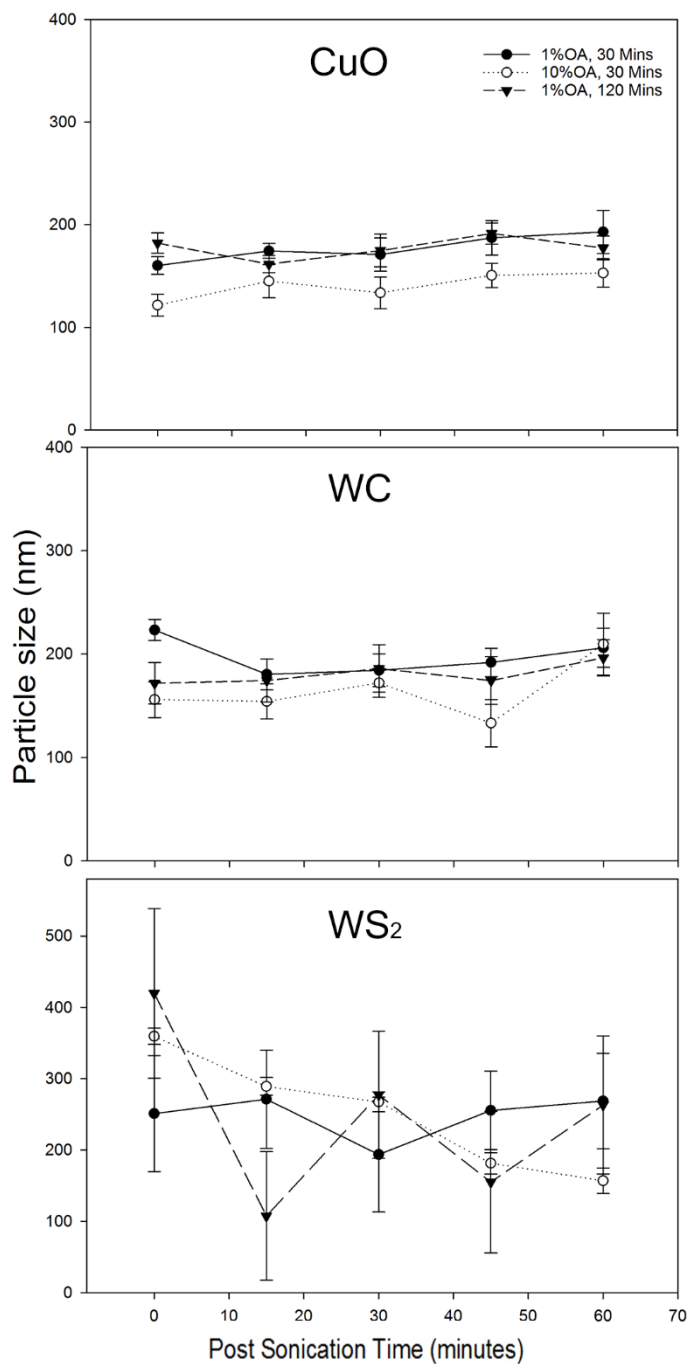 400
CuO
1%OA, 30 Mins
10%OA, 30 Mins
1%OA, 120 Mins
300
200
100
0
400
WC
300
200
100
0
Particle size (nm)
WS₂
500
400
300
200
100
0
0 10 20 30 40 50 60 70
Post Sonication Time (minutes)